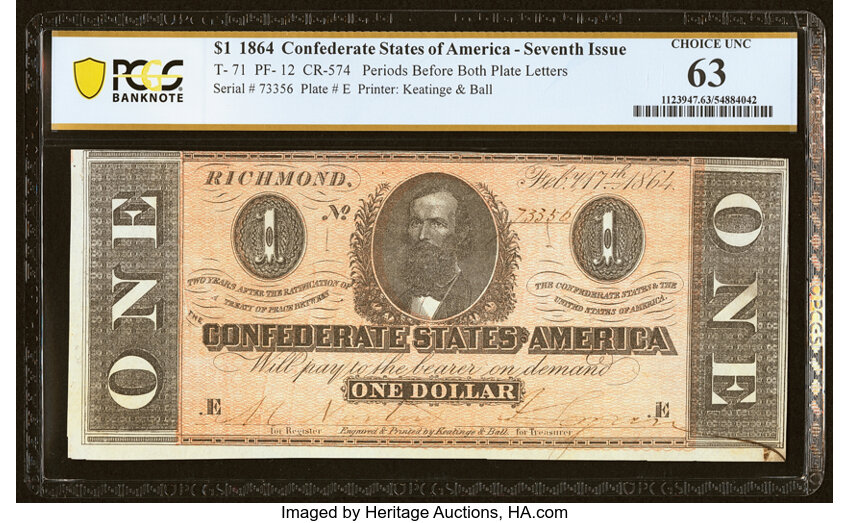 PCGS
BANKNOTE
$1 1864 Confederate States of America - Seventh Issue
T- 71 PF- 12 CR-574 Periods Before Both Plate Letters
Serial # 73356 Plate # E Printer: Keatinge & Ball
CHOICE UNC
63
1123947.63/54884042
RICHMOND.
Feby. 17th 1864.
No
73356
1
1
ONE
ONE
TWO YEARS AFTER THE RATIFICATION OF
A TREATY OF PEACE BETWEEN
THE CONFEDERATE STATES & THE
UNITED STATES OF AMERICA.
THE
CONFEDERATE STATES OF AMERICA
Will pay to the bearer on demand
ONE DOLLAR
.E
.E
for Register
Engraved & Printed by Keatinge & Ball.
for Treasurer
Imaged by Heritage Auctions, HA.com